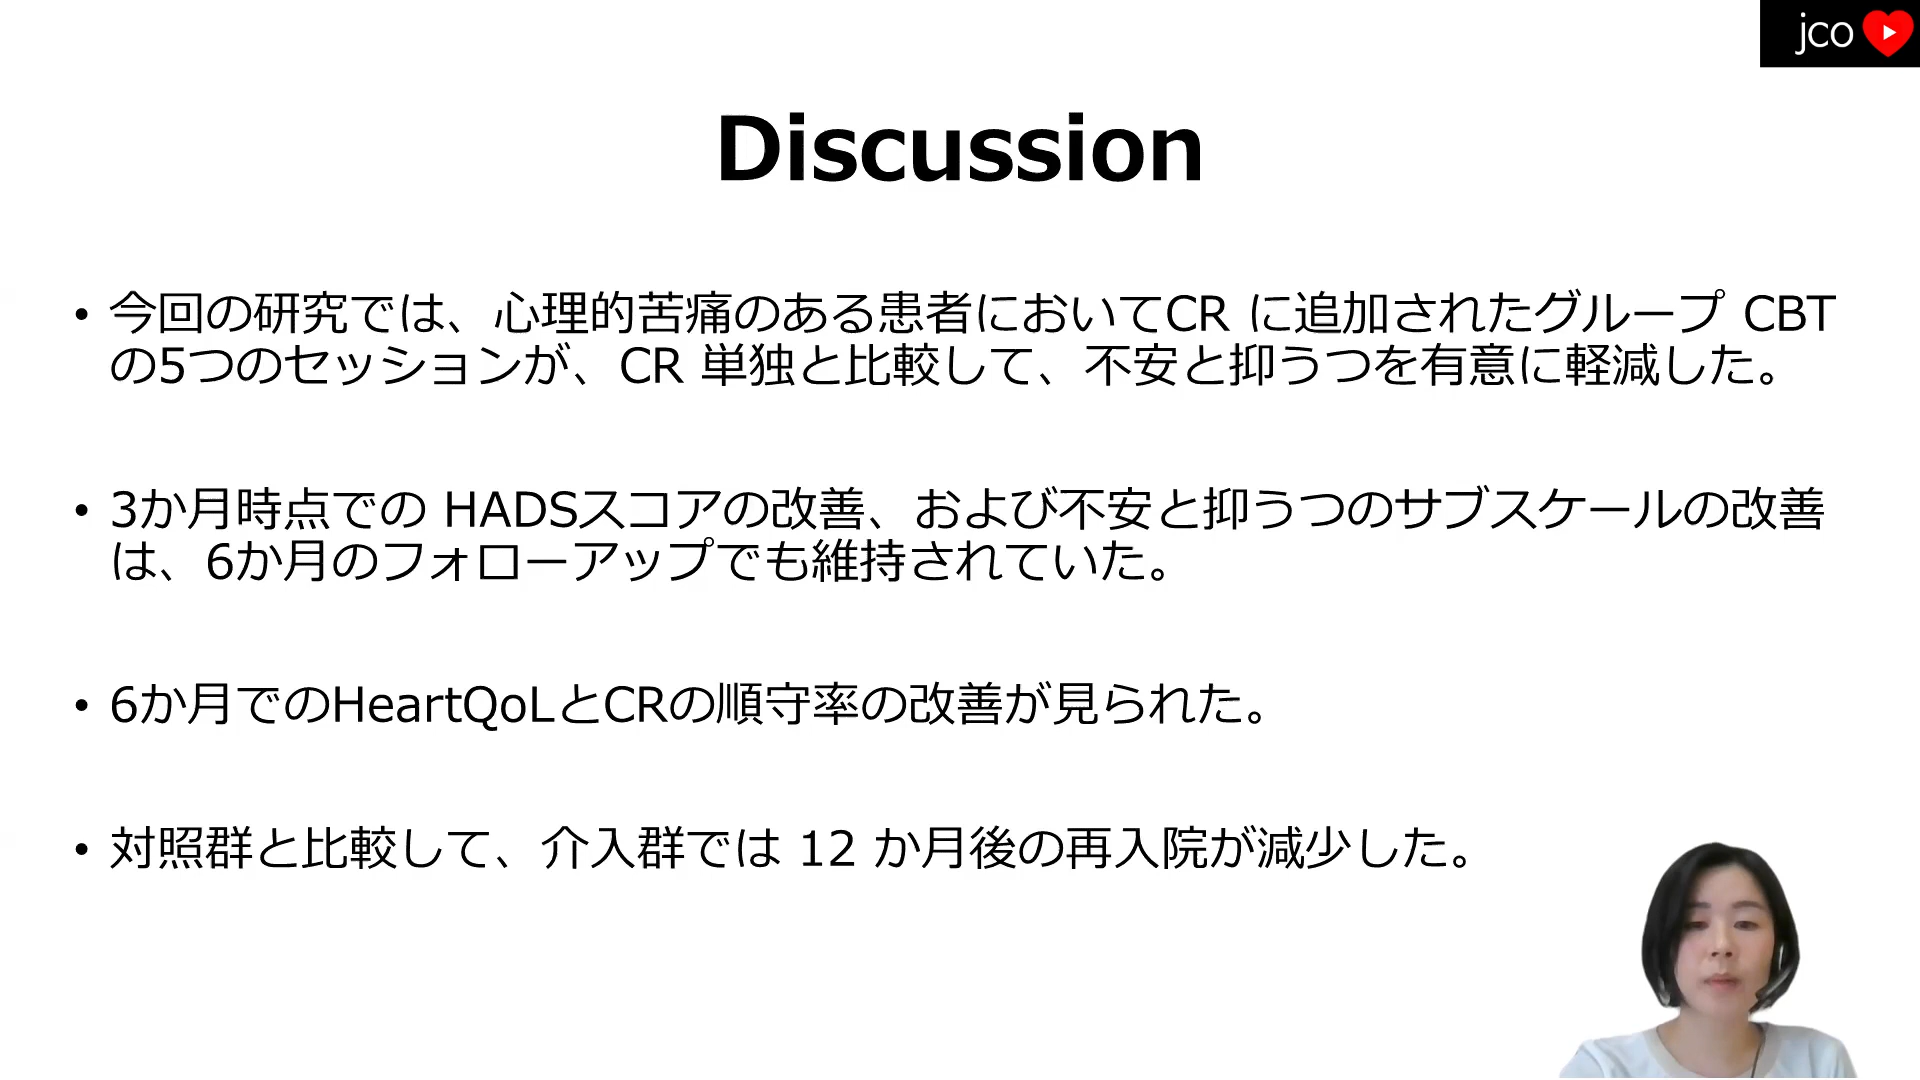 jco
Discussion
• 今回の研究では、心理的苦痛のある患者においてCR に追加されたグループ CBT
の5つのセッションが、CR 単独と比較して、不安と抑うつを有意に軽減した。
• 3か月時点での HADSスコアの改善、および不安と抑うつのサブスケールの改善
は、6か月のフォローアップでも維持されていた。
• 6か月でのHeartQoLとCRの順守率の改善が見られた。
• 対照群と比較して、介入群では 12 か月後の再入院が減少した。